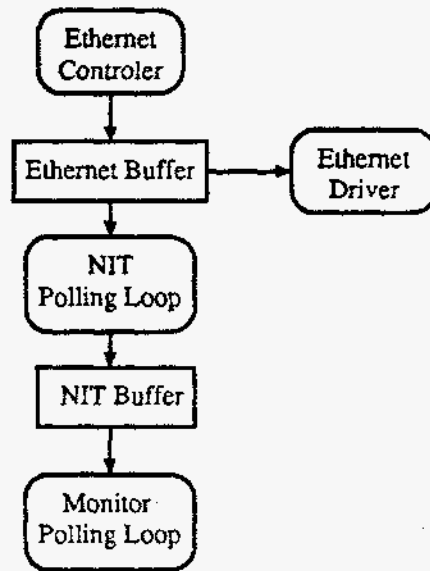 Ethernet
Controler
Ethernet Buffer
Ethernet
Driver
NIT
Polling Loop
NIT Buffer
Monitor
Polling Loop